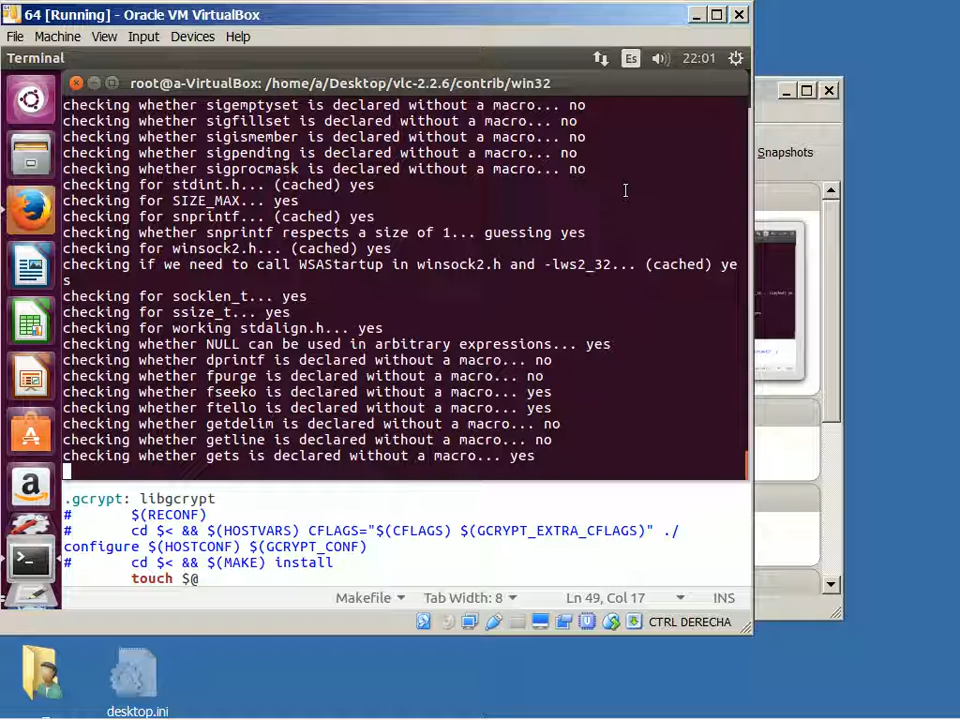 64 [Running] - Oracle VM VirtualBox
File Machine View Input Devices Help
Terminal
Es
22:01
root@a-VirtualBox: /home/a/Desktop/vlc-2.2.6/contrib/win32
checking whether sigemptyset is declared without a macro... no
checking whether sigfillset is declared without a macro... no
checking whether sigismember is declared without a macro... no
checking whether sigpending is declared without a macro... no
checking whether sigprocmask is declared without a macro... no
checking for stdint.h... (cached) yes
checking for SIZE_MAX... yes
checking for snprintf... (cached) yes
checking whether snprintf respects a size of 1... guessing yes
checking for winsock2.h... (cached) yes
checking if we need to call WSAStartup in winsock2.h and -lws2_32... (cached) ye
s
checking for socklen_t... yes
checking for ssize_t... yes
checking for working stdalign.h... yes
checking whether NULL can be used in arbitrary expressions... yes
checking whether dprintf is declared without a macro... no
checking whether fpurge is declared without a macro... no
checking whether fseeko is declared without a macro... yes
checking whether ftello is declared without a macro... yes
checking whether getdelim is declared without a macro... no
checking whether getline is declared without a macro... no
checking whether gets is declared without a macro... yes
.gcrypt: libgcrypt
# $(RECONF)
# cd $< && $(HOSTVARS) CFLAGS="$(CFLAGS) $(GCRYPT_EXTRA_CFLAGS)" ./
configure $(HOSTCONF) $(GCRYPT_CONF)
# cd $< && $(MAKE) install
touch $@
Makefile Tab Width: 8 Ln 49, Col 17 INS
CTRL DERECHA
Snapshots
desktop.ini